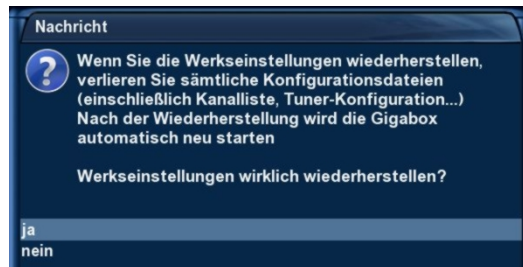 Nachricht
Wenn Sie die Werkseinstellungen wiederherstellen,
verlieren Sie sämtliche Konfigurationsdateien
(einschließlich Kanalliste, Tuner-Konfiguration...)
Nach der Wiederherstellung wird die Gigabox
automatisch neu starten
Werkseinstellungen wirklich wiederherstellen?
ja
nein